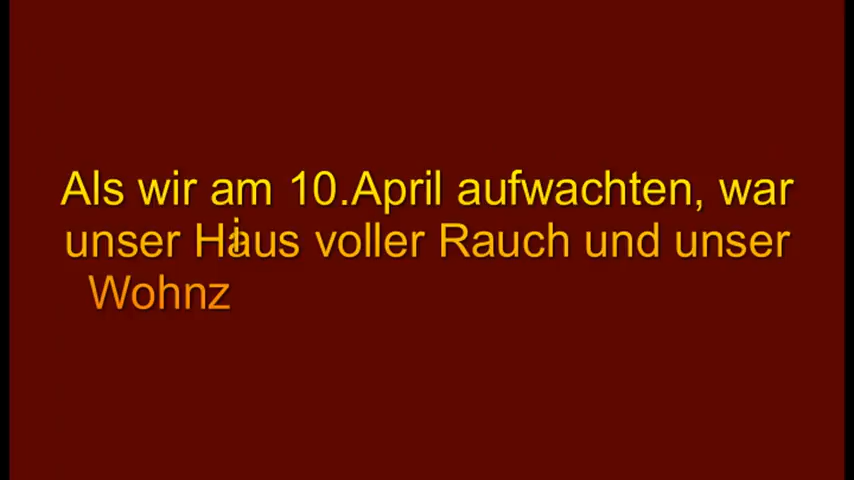 Als wir am 10.April aufwachten, war
unser Haus voller Rauch und unser
Wohnz